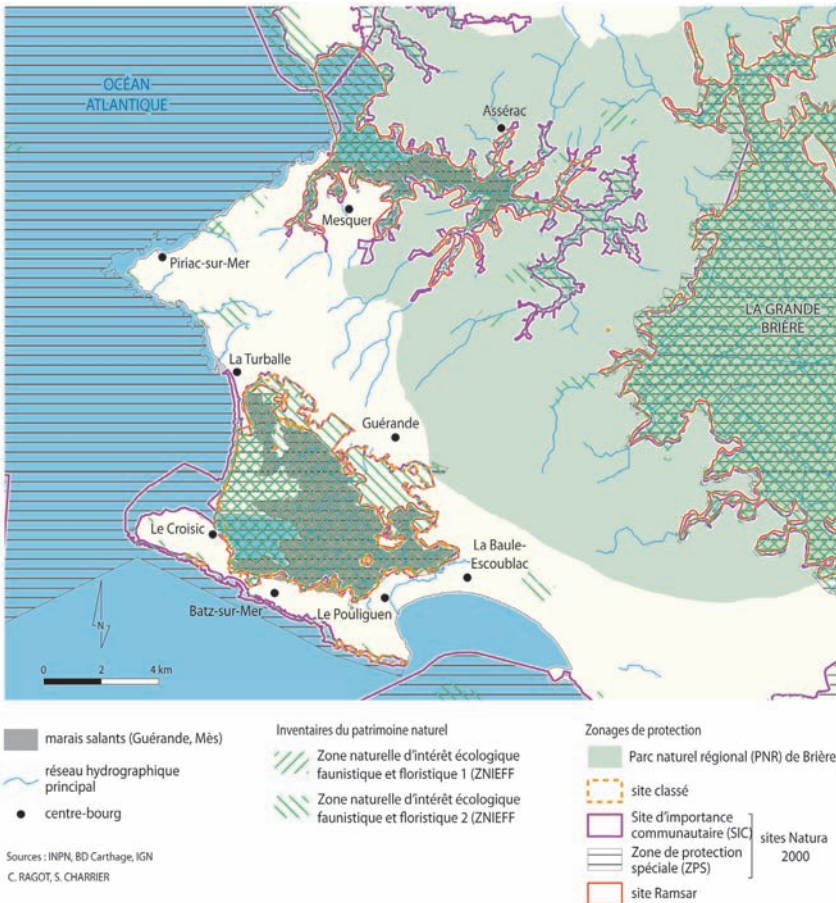 OCÉAN
ATLANTIQUE
Assérac
Mesquer
Piriac-sur-Mer
LA GRANDE
BRIÈRE
La Turballe
Guérande
Le Croisic
La Baule-
Escoublac
Batz-sur-Mer
Le Pouliguen
N
0 2 4 km
marais salants (Guérande, Mès)
réseau hydrographique
principal
centre-bourg
Sources : INPN, BD Carthage, IGN
C. RAGOT, S. CHARRIER
Inventaires du patrimoine naturel
Zone naturelle d'intérêt écologique
faunistique et floristique 1 (ZNIEFF
Zone naturelle d'intérêt écologique
faunistique et floristique 2 (ZNIEFF
Zonages de protection
Parc naturel régional (PNR) de Brière
site classé
Site d'importance
communautaire (SIC)
Zone de protection
spéciale (ZPS)
sites Natura
2000
site Ramsar